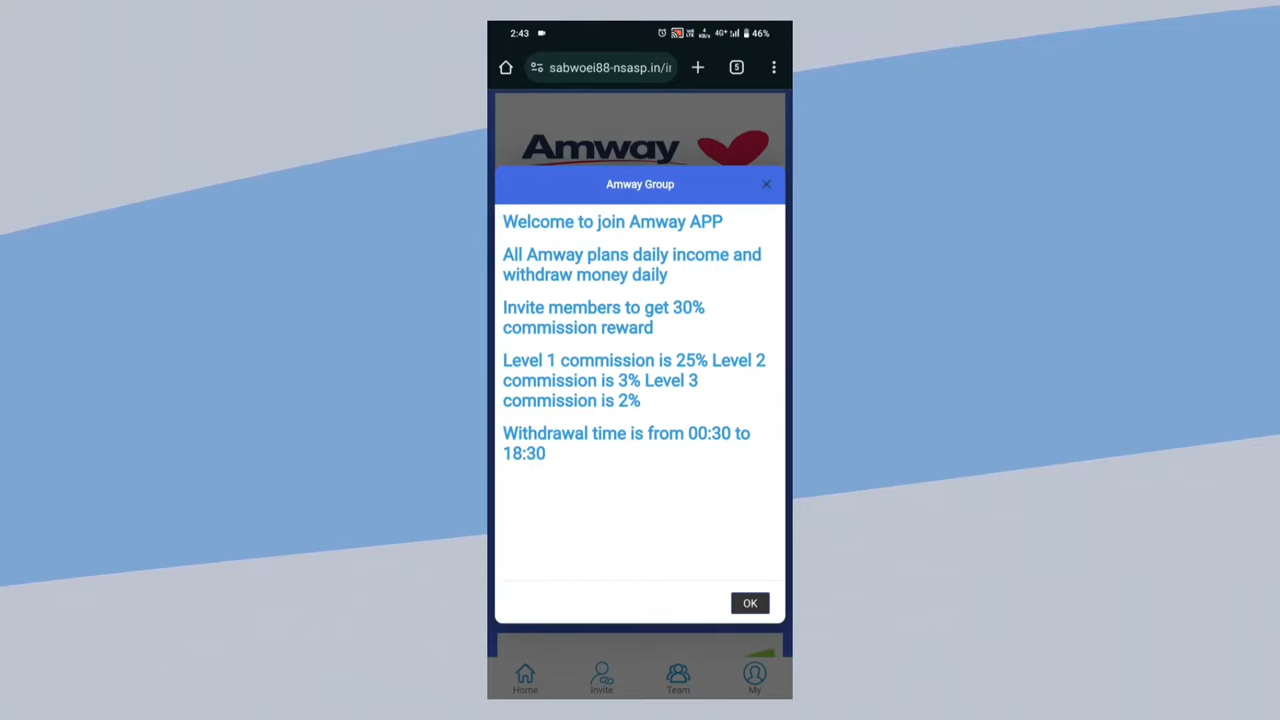 2:43
4G+
46%
sabwoei88-nsasp.in/ir
5
Amway
Amway Group
Welcome to join Amway APP
All Amway plans daily income and
withdraw money daily
Invite members to get 30%
commission reward
Level 1 commission is 25% Level 2
commission is 3% Level 3
commission is 2%
Withdrawal time is from 00:30 to
18:30
OK
Home
Invite
Team
My